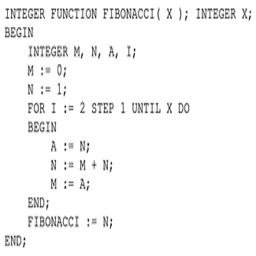 INTEGER FUNCTION FIBONACCI( X ); INTEGER X;
BEGIN
    INTEGER M, N, A, I;
    M := 0;
    N := 1;
    FOR I := 2 STEP 1 UNTIL X DO
    BEGIN
        A := N;
        N := M + N;
        M := A;
    END;
    FIBONACCI := N;
END;